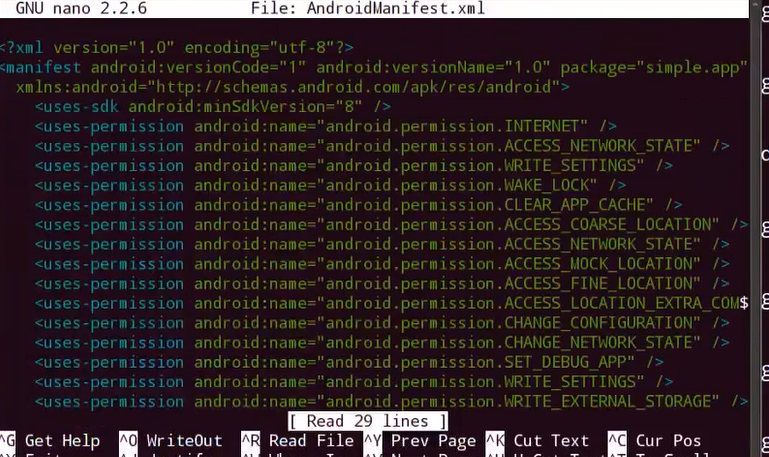 GNU nano 2.2.6 File: AndroidManifest.xml
<?xml version="1.0" encoding="utf-8"?>
<manifest android:versionCode="1" android:versionName="1.0" package="simple.app"
xmlns:android="http://schemas.android.com/apk/res/android">
<uses-sdk android:minSdkVersion="8" />
<uses-permission android:name="android.permission.INTERNET" />
<uses-permission android:name="android.permission.ACCESS_NETWORK_STATE" />
<uses-permission android:name="android.permission.WRITE_SETTINGS" />
<uses-permission android:name="android.permission.WAKE_LOCK" />
<uses-permission android:name="android.permission.CLEAR_APP_CACHE" />
<uses-permission android:name="android.permission.ACCESS_COARSE_LOCATION" />
<uses-permission android:name="android.permission.ACCESS_NETWORK_STATE" />
<uses-permission android:name="android.permission.ACCESS_MOCK_LOCATION" />
<uses-permission android:name="android.permission.ACCESS_FINE_LOCATION" />
<uses-permission android:name="android.permission.ACCESS_LOCATION_EXTRA_COM$
<uses-permission android:name="android.permission.CHANGE_CONFIGURATION" />
<uses-permission android:name="android.permission.CHANGE_NETWORK_STATE" />
<uses-permission android:name="android.permission.SET_DEBUG_APP" />
<uses-permission android:name="android.permission.WRITE_SETTINGS" />
<uses-permission android:name="android.permission.WRITE_EXTERNAL_STORAGE" />
[ Read 29 lines ]
^G Get Help ^O WriteOut ^R Read File ^Y Prev Page ^K Cut Text ^C Cur Pos